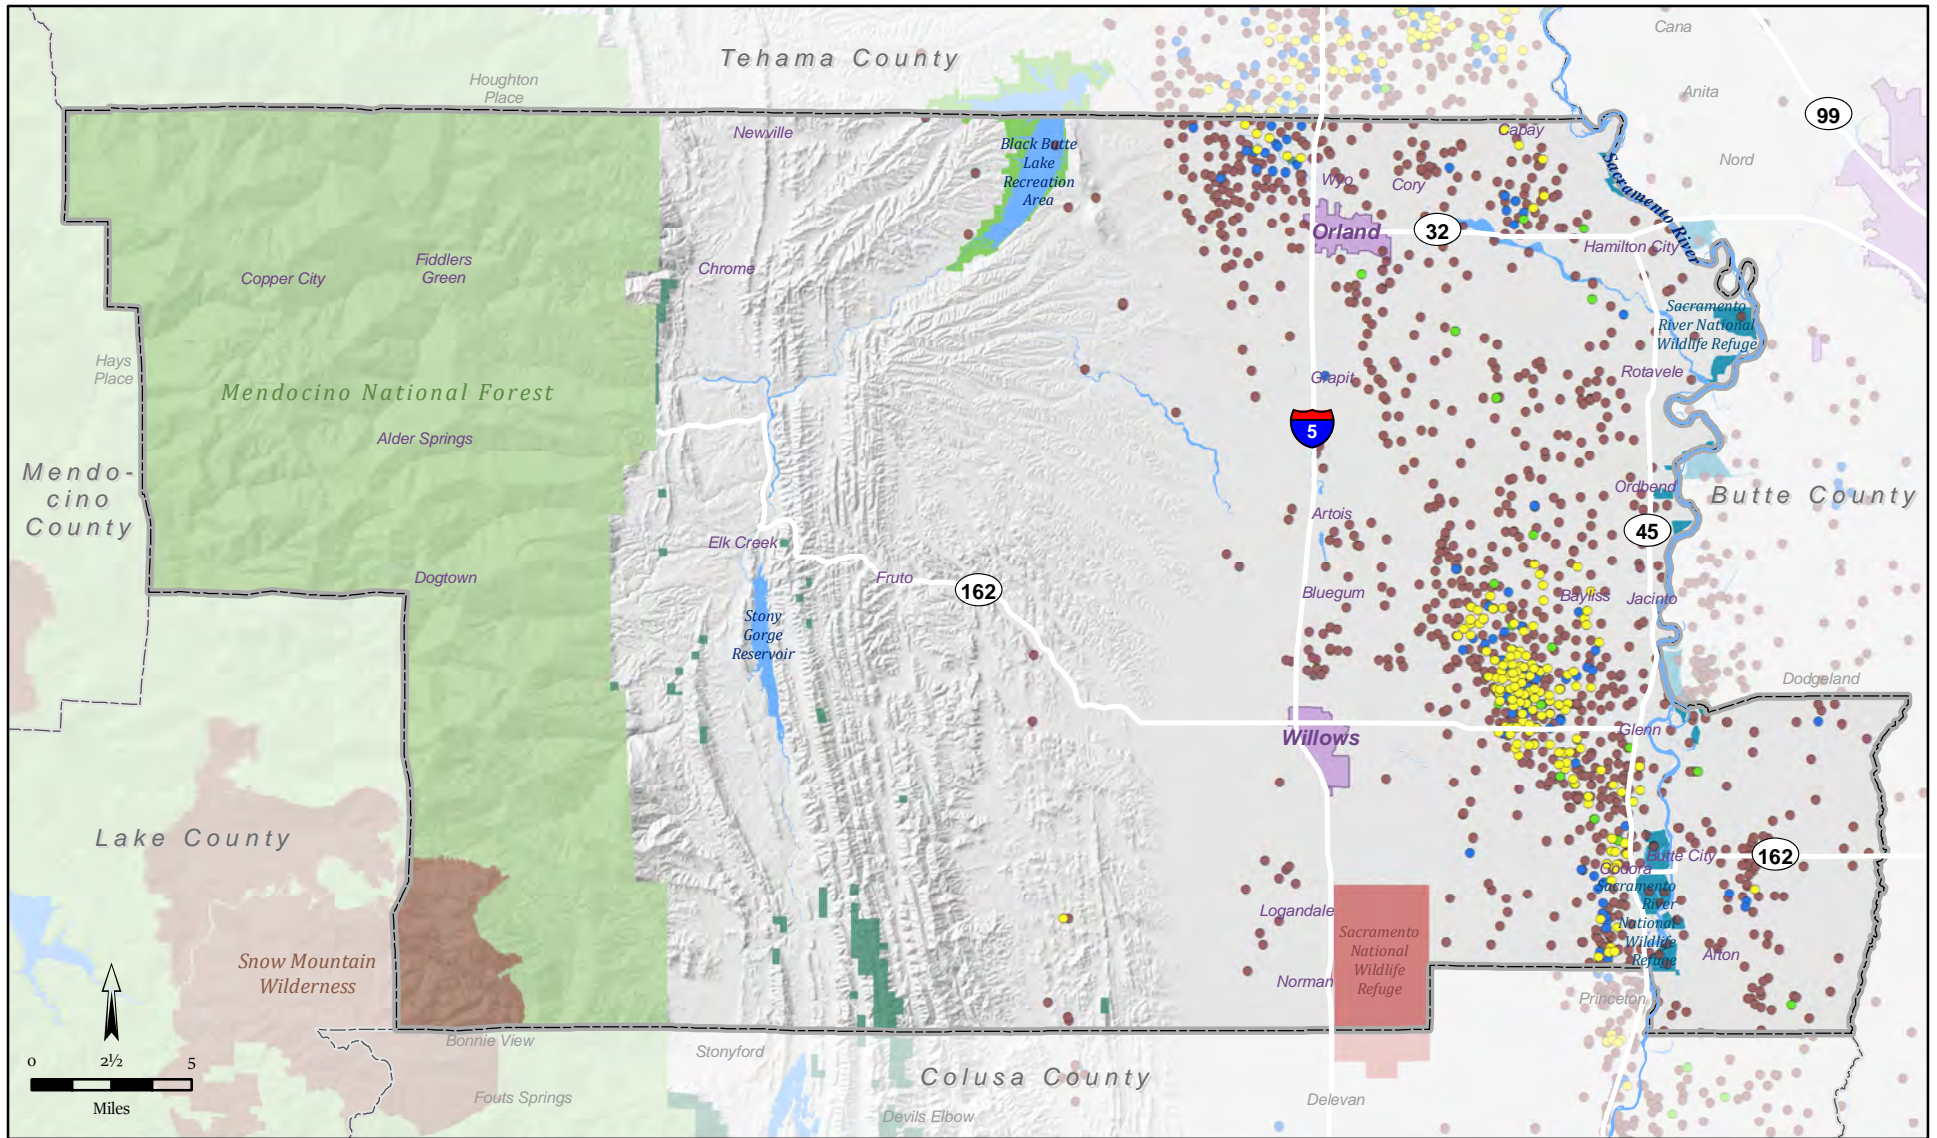 Cana
Tehama County
Houghton
Place
Anita
99
Newville
Capay
Black Butte
Lake
Recreation
Area
Nord
Wyo
Cory
Sacramento River
Orland
32
Hamilton City
Copper City
Fiddlers
Green
Chrome
Sacramento
River National
Wildlife Refuge
Hays
Place
Grapit
Rotavele
Mendocino National Forest
5
Alder Springs
Mendo-
cino
County
Ordbend
Butte County
Artois
45
Elk Creek
Dogtown
Fruto
162
Bluegum
Bayliss
Jacinto
Stony
Gorge
Reservoir
Dodgeland
Glenn
Willows
Lake County
Butte City
162
Codora
Sacramento
River
National
Wildlife
Refuge
Logandale
Sacramento
National
Wildlife
Refuge
Afton
Snow Mountain
Wilderness
Norman
Princeton
Bonnie View
Stonyford
0 2½ 5
Miles
Colusa County
Fouts Springs
Devils Elbow
Delevan